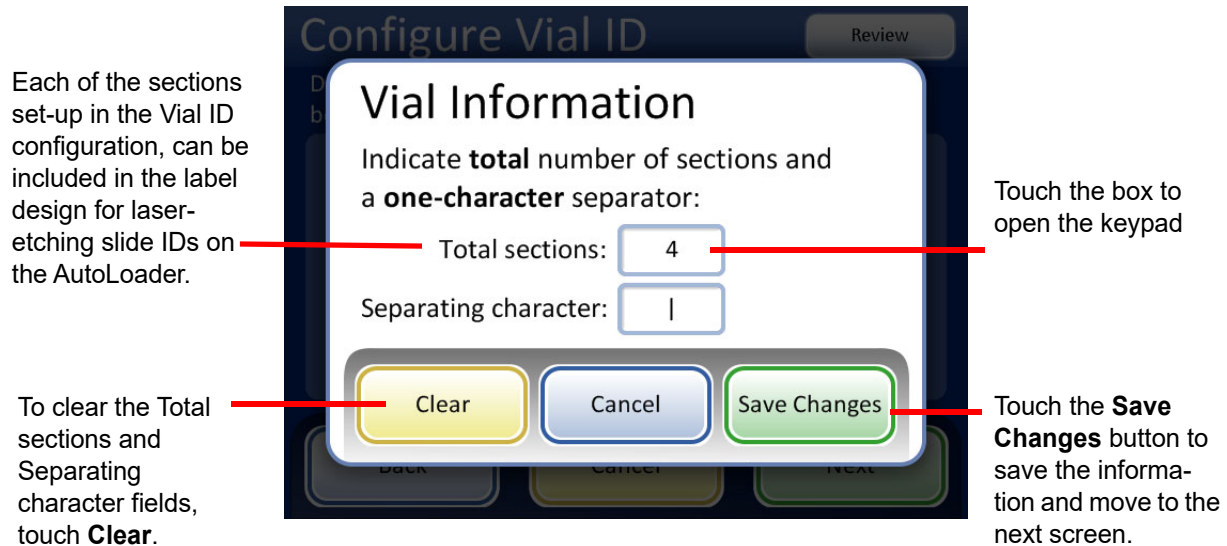 Configure Vial ID
Review
D
b
Each of the sections
set-up in the Vial ID
configuration, can be
included in the label
design for laser-
etching slide IDs on
the AutoLoader.
Vial Information
Indicate total number of sections and
a one-character separator:
Total sections: 4
Separating character: |
Touch the box to
open the keypad
Clear
Cancel
Save Changes
To clear the Total
sections and
Separating
character fields,
touch Clear.
Touch the Save
Changes button to
save the informa-
tion and move to the
next screen.
Back
Cancel
Next